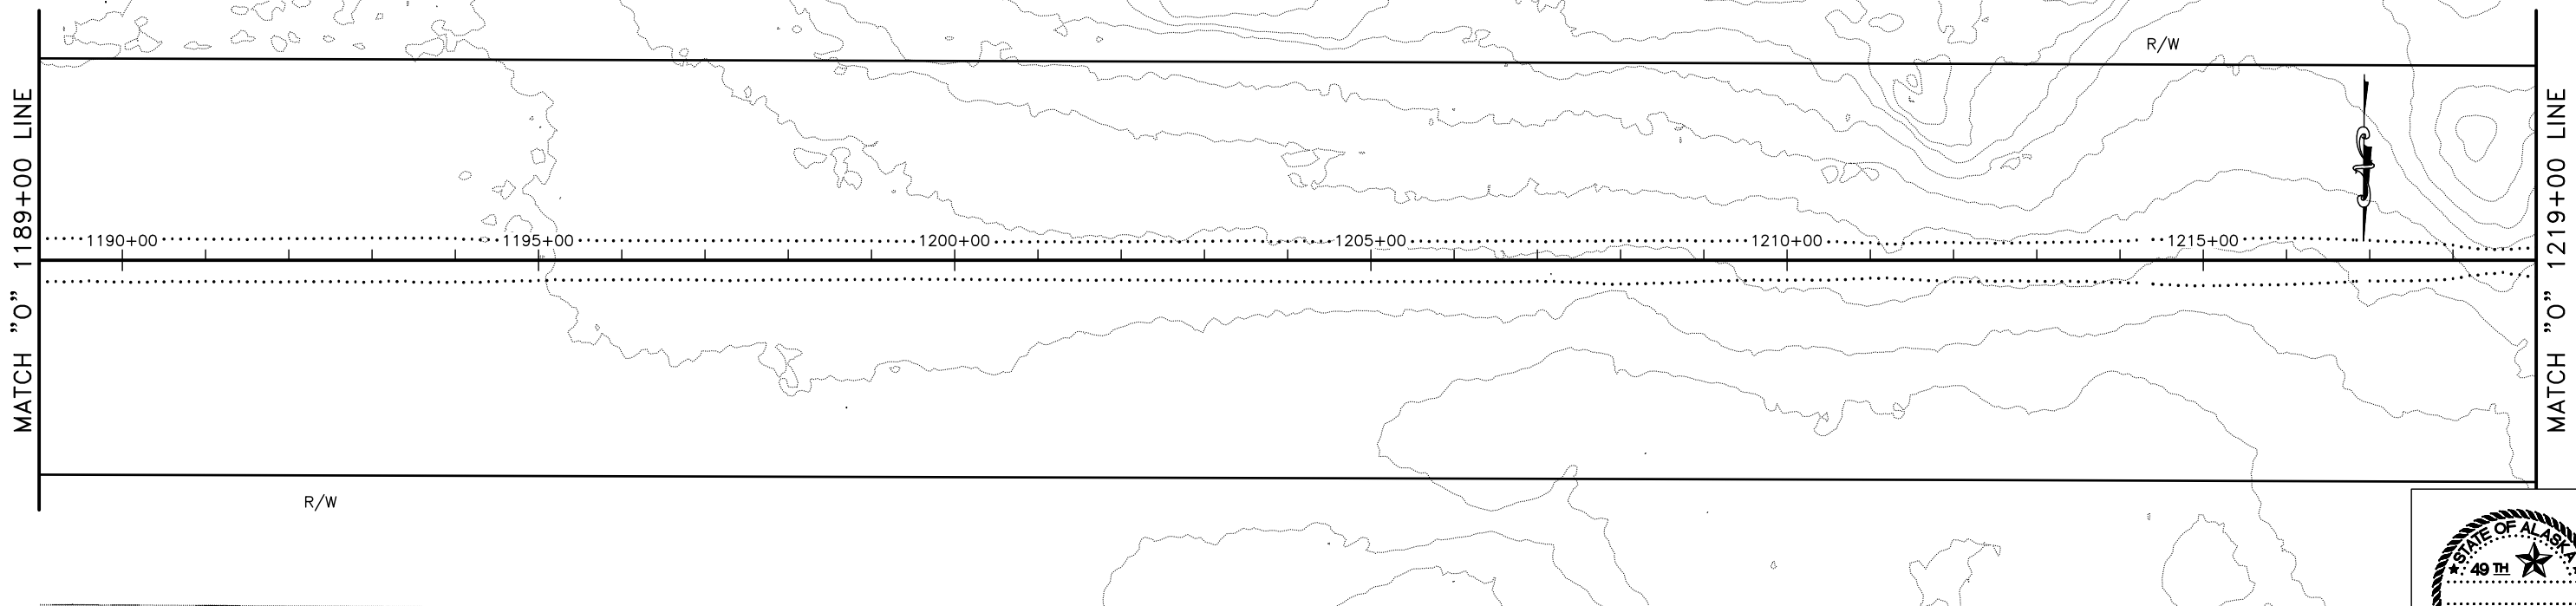 R/W
MATCH "O" 1189+00 LINE
1190+00 1195+00 1200+00 1205+00 1210+00 1215+00
MATCH "O" 1219+00 LINE
R/W
STATE OF ALASKA
49 TH